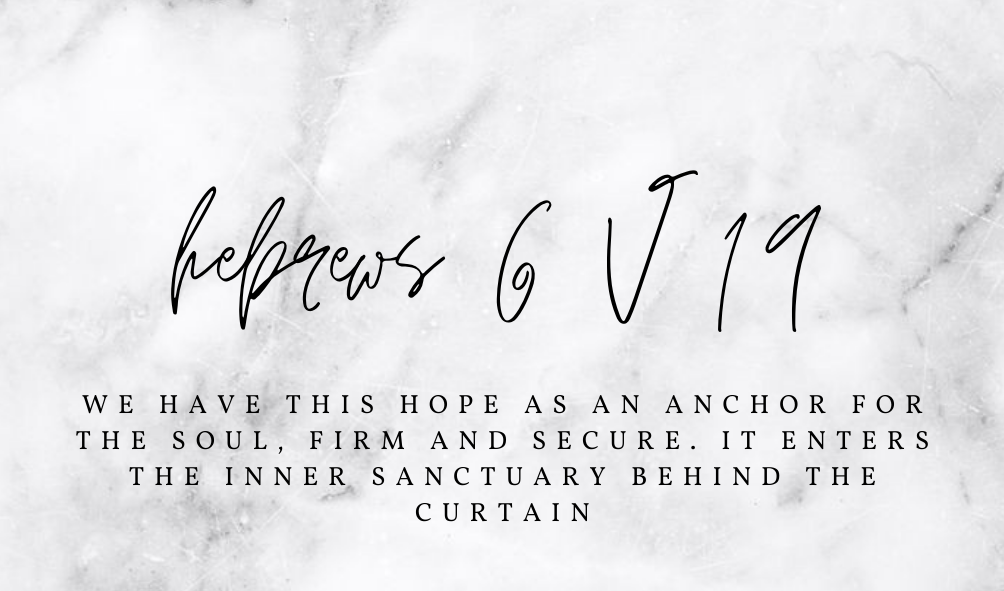 hebrews 6 V 19
WE HAVE THIS HOPE AS AN ANCHOR FOR
THE SOUL, FIRM AND SECURE. IT ENTERS
THE INNER SANCTUARY BEHIND THE
CURTAIN